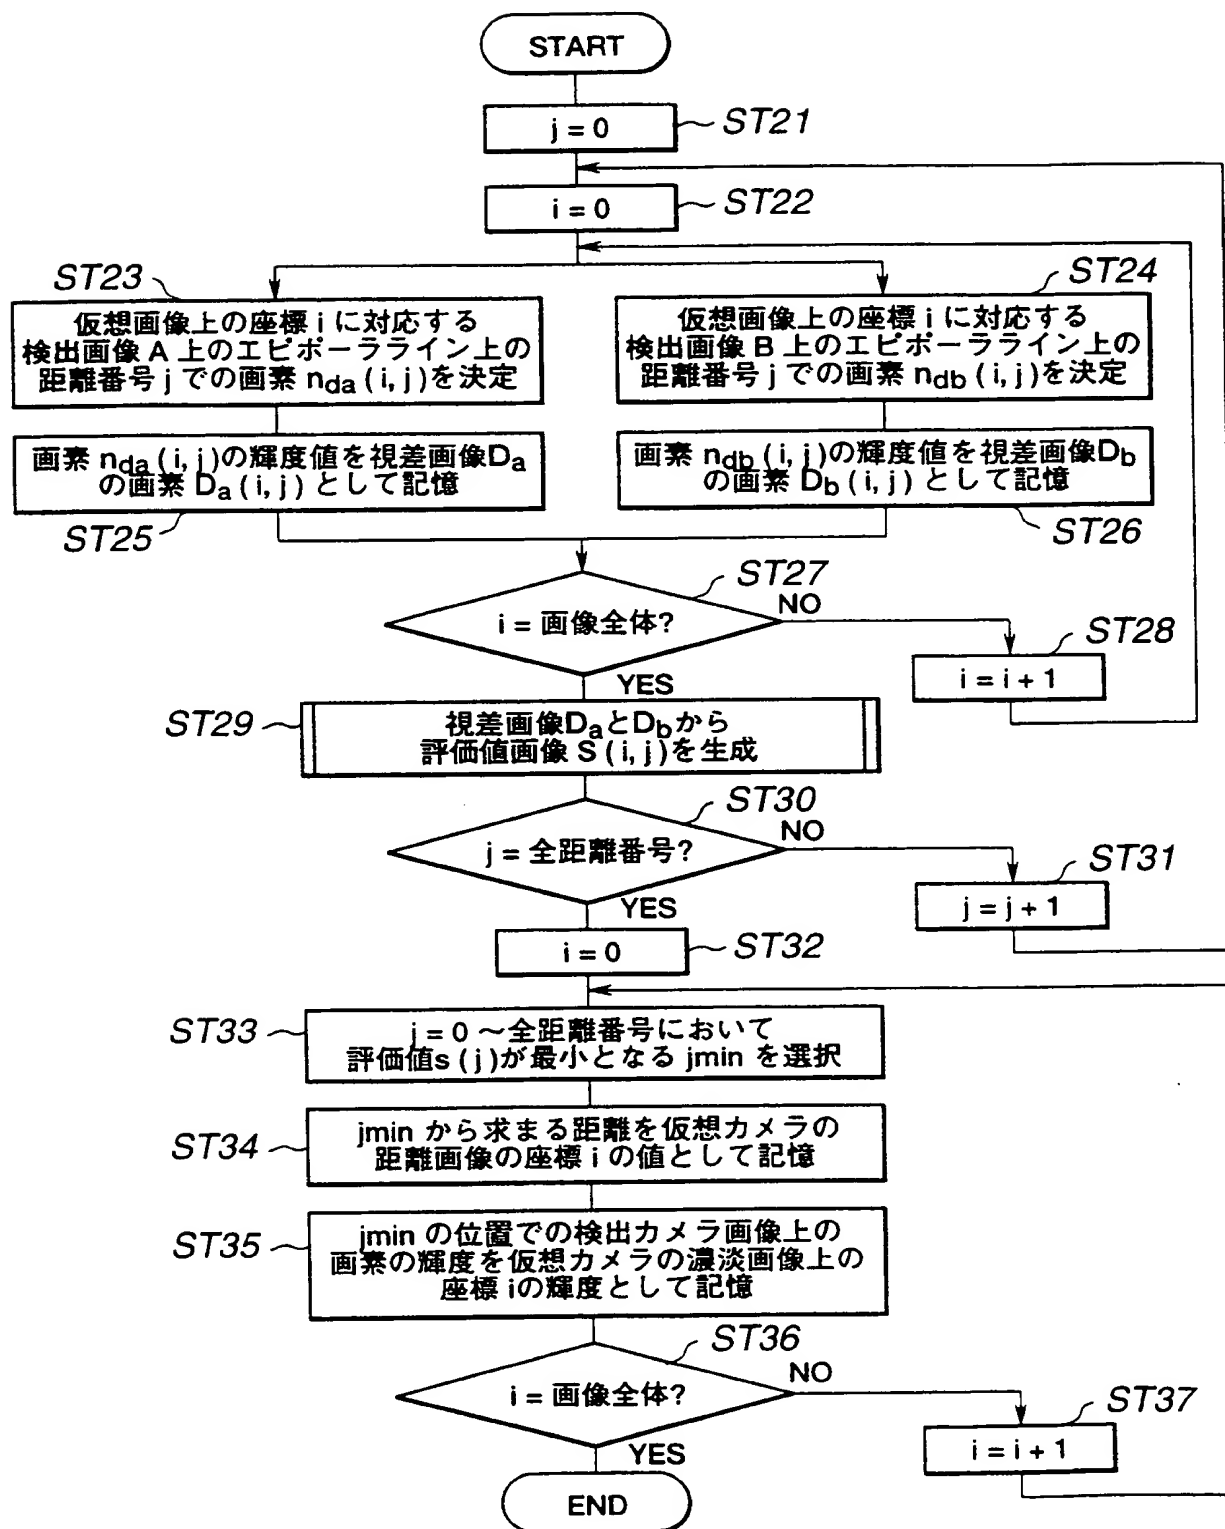 START
j = 0
ST21
i = 0
ST22
ST23
仮想画像上の座標 i に対応する
検出画像 A 上のエピポーラライン上の
距離番号 j での画素 nda (i, j)を決定
ST24
仮想画像上の座標 i に対応する
検出画像 B 上のエピポーラライン上の
距離番号 j での画素 ndb (i, j)を決定
画素 nda (i, j)の輝度値を視差画像Da
の画素 Da (i, j) として記憶
ST25
画素 ndb (i, j)の輝度値を視差画像Db
の画素 Db (i, j) として記憶
ST26
ST27
i = 画像全体?
NO
ST28
i = i + 1
YES
ST29
視差画像DaとDbから
評価値画像 S (i, j)を生成
ST30
j = 全距離番号?
NO
ST31
j = j + 1
YES
i = 0
ST32
ST33
j = 0 ～全距離番号において
評価値s (j)が最小となる jmin を選択
ST34
jmin から求まる距離を仮想カメラの
距離画像の座標 i の値として記憶
ST35
jmin の位置での検出カメラ画像上の
画素の輝度を仮想カメラの濃淡画像上の
座標 iの輝度として記憶
ST36
i = 画像全体?
NO
ST37
i = i + 1
YES
END